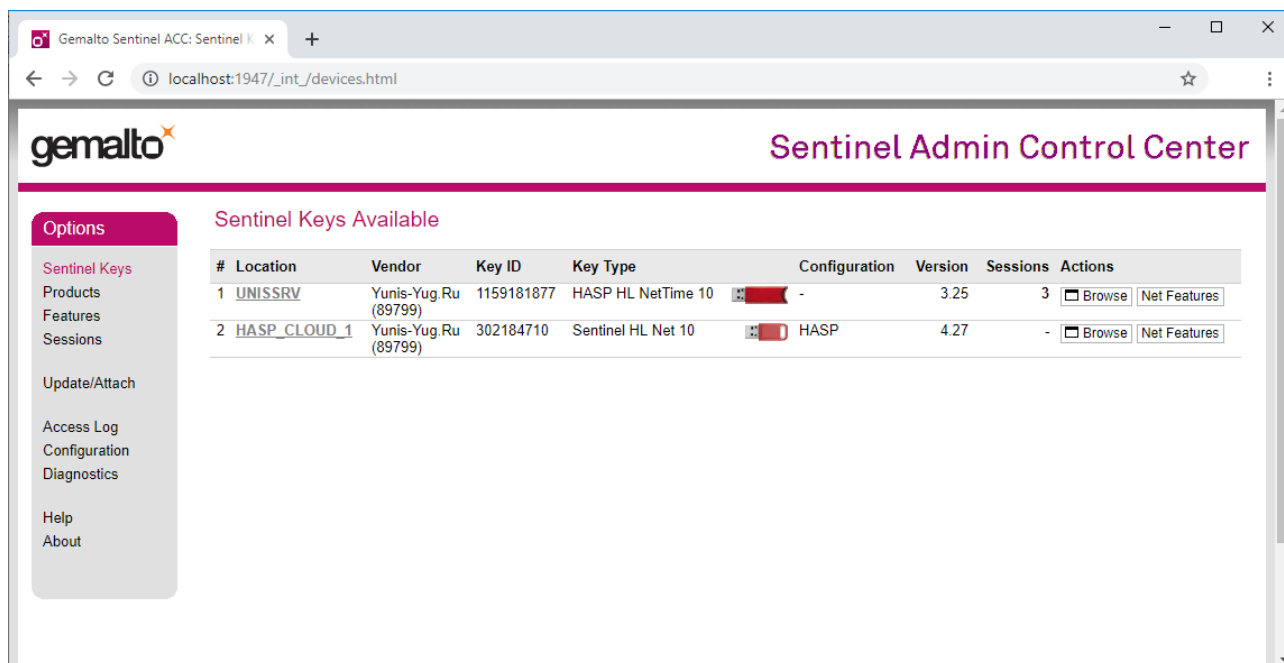 Gemalto Sentinel ACC: Sentinel K
localhost:1947/_int_/devices.html
gemalto
Sentinel Admin Control Center
Options
Sentinel Keys
Products
Features
Sessions
Update/Attach
Access Log
Configuration
Diagnostics
Help
About
Sentinel Keys Available
# Location Vendor Key ID Key Type Configuration Version Sessions Actions
1 UNISSRV Yunis-Yug.Ru 1159181877 HASP HL NetTime 10 - 3.25 3 Browse Net Features
(89799)
2 HASP_CLOUD_1 Yunis-Yug.Ru 302184710 Sentinel HL Net 10 HASP 4.27 - Browse Net Features
(89799)